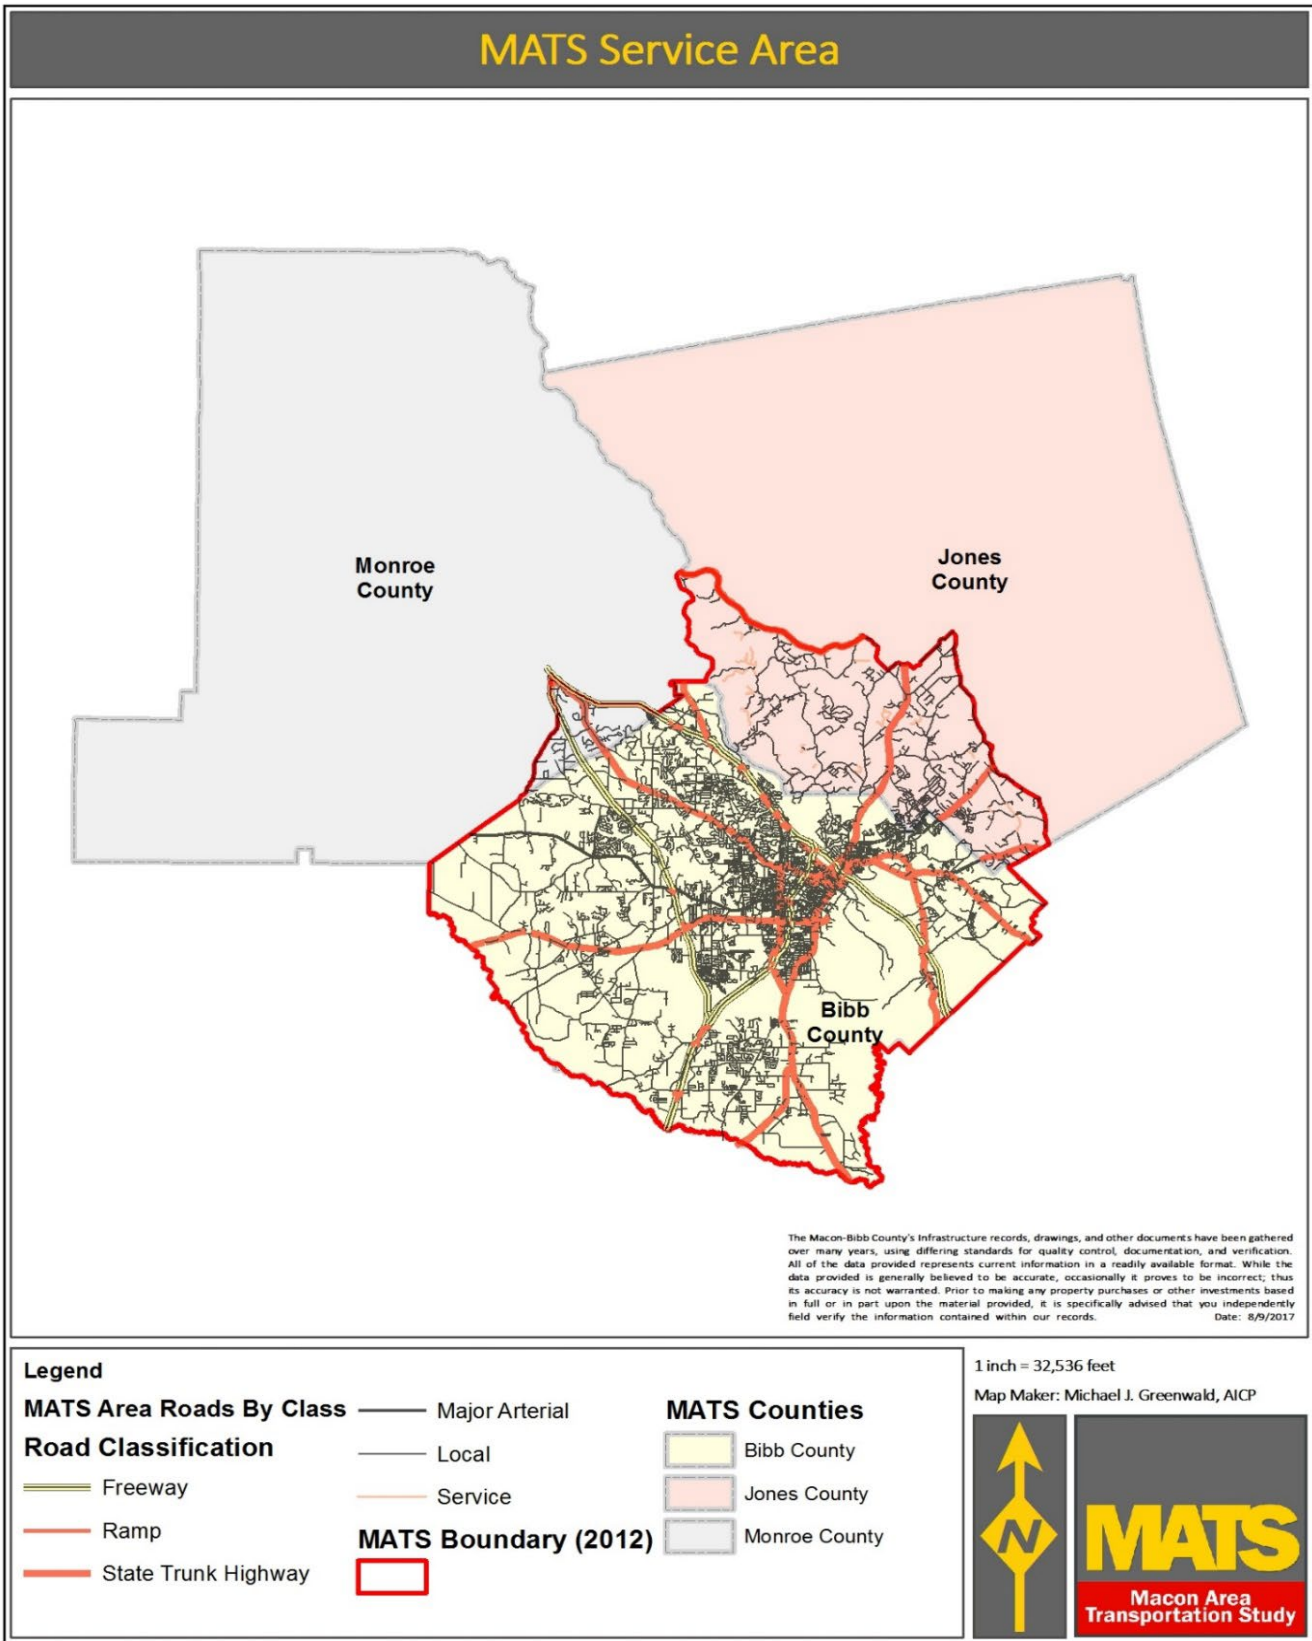 MATS Service Area
Monroe
County
Jones
County
Bibb
County
The Macon-Bibb County's Infrastructure records, drawings, and other documents have been gathered
over many years, using differing standards for quality control, documentation, and verification.
All of the data provided represents current information in a readily available format. While the
data provided is generally believed to be accurate, occasionally it proves to be incorrect; thus
its accuracy is not warranted. Prior to making any property purchases or other investments based
in full or in part upon the material provided, it is specifically advised that you independently
field verify the information contained within our records. Date: 8/9/2017
Legend
MATS Area Roads By Class
Road Classification
Freeway
Ramp
State Trunk Highway
Major Arterial
Local
Service
MATS Boundary (2012)
MATS Counties
Bibb County
Jones County
Monroe County
1 inch = 32,536 feet
Map Maker: Michael J. Greenwald, AICP
N
MATS
Macon Area
Transportation Study